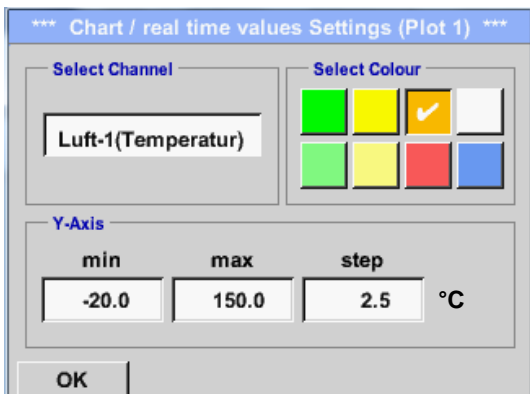 *** Chart / real time values Settings (Plot 1) ***
Select Channel
Select Colour
Luft-1(Temperatur)
Y-Axis
min max step
-20.0 150.0 2.5 °C
OK